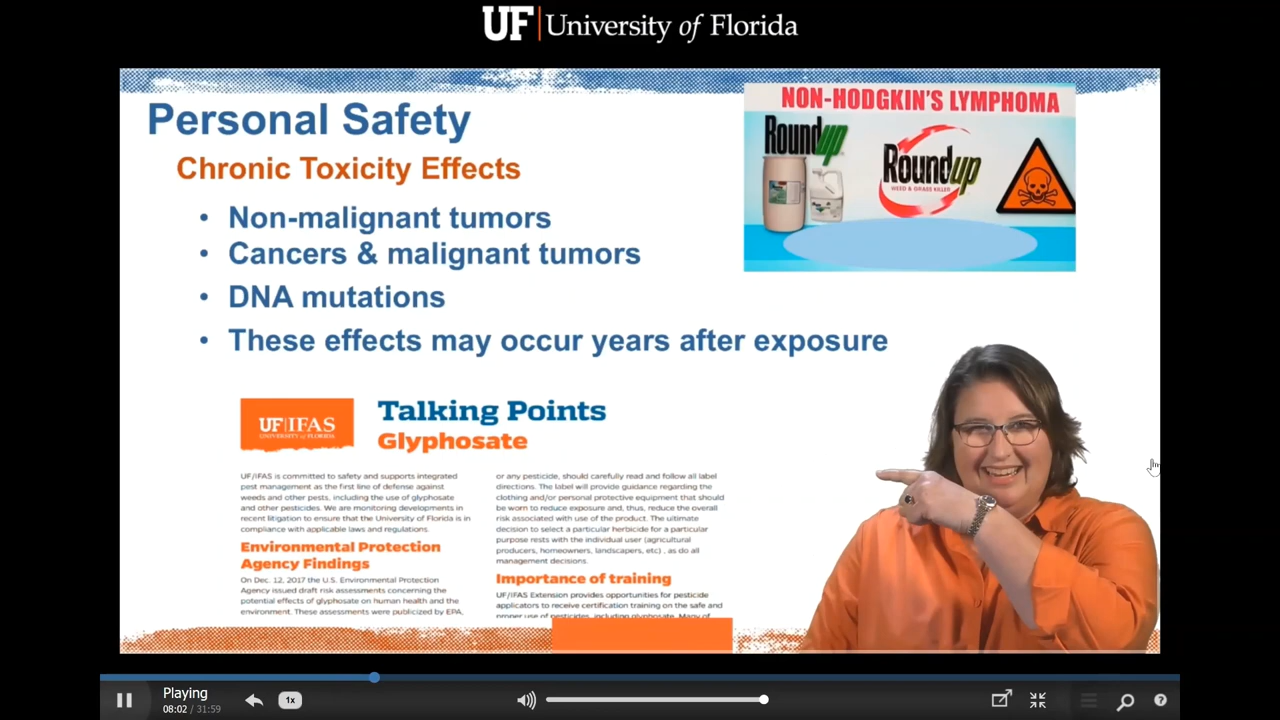 UF University of Florida
Personal Safety
Chronic Toxicity Effects
• Non-malignant tumors
• Cancers & malignant tumors
• DNA mutations
• These effects may occur years after exposure
NON-HODGKIN'S LYMPHOMA
Roundup
Roundup
WEED & GRASS KILLER
UF|IFAS
UNIVERSITY of FLORIDA
Talking Points
Glyphosate
UF/IFAS is committed to safety and supports integrated
pest management as the first line of defense against
weeds and other pests, including the use of glyphosate
and other pesticides. We are monitoring developments in
recent litigation to ensure that the University of Florida is in
compliance with applicable laws and regulations.
Environmental Protection
Agency Findings
On Dec. 12, 2017 the U.S. Environmental Protection
Agency issued draft risk assessments concerning the
potential effects of glyphosate on human health and the
environment. These assessments were publicized by EPA,
or any pesticide, should carefully read and follow all label
directions. The label will provide guidance regarding the
clothing and/or personal protective equipment that should
be worn to reduce exposure and, thus, reduce the overall
risk associated with use of the product. The ultimate
decision to select a particular herbicide for a particular
purpose rests with the individual user (agricultural
producers, homeowners, landscapers, etc) , as do all
management decisions.
Importance of training
UF/IFAS Extension provides opportunities for pesticide
applicators to receive certification training on the safe and
proper use of pesticides, including glyphosate. Many of
Playing
08:02 / 31:59
1x